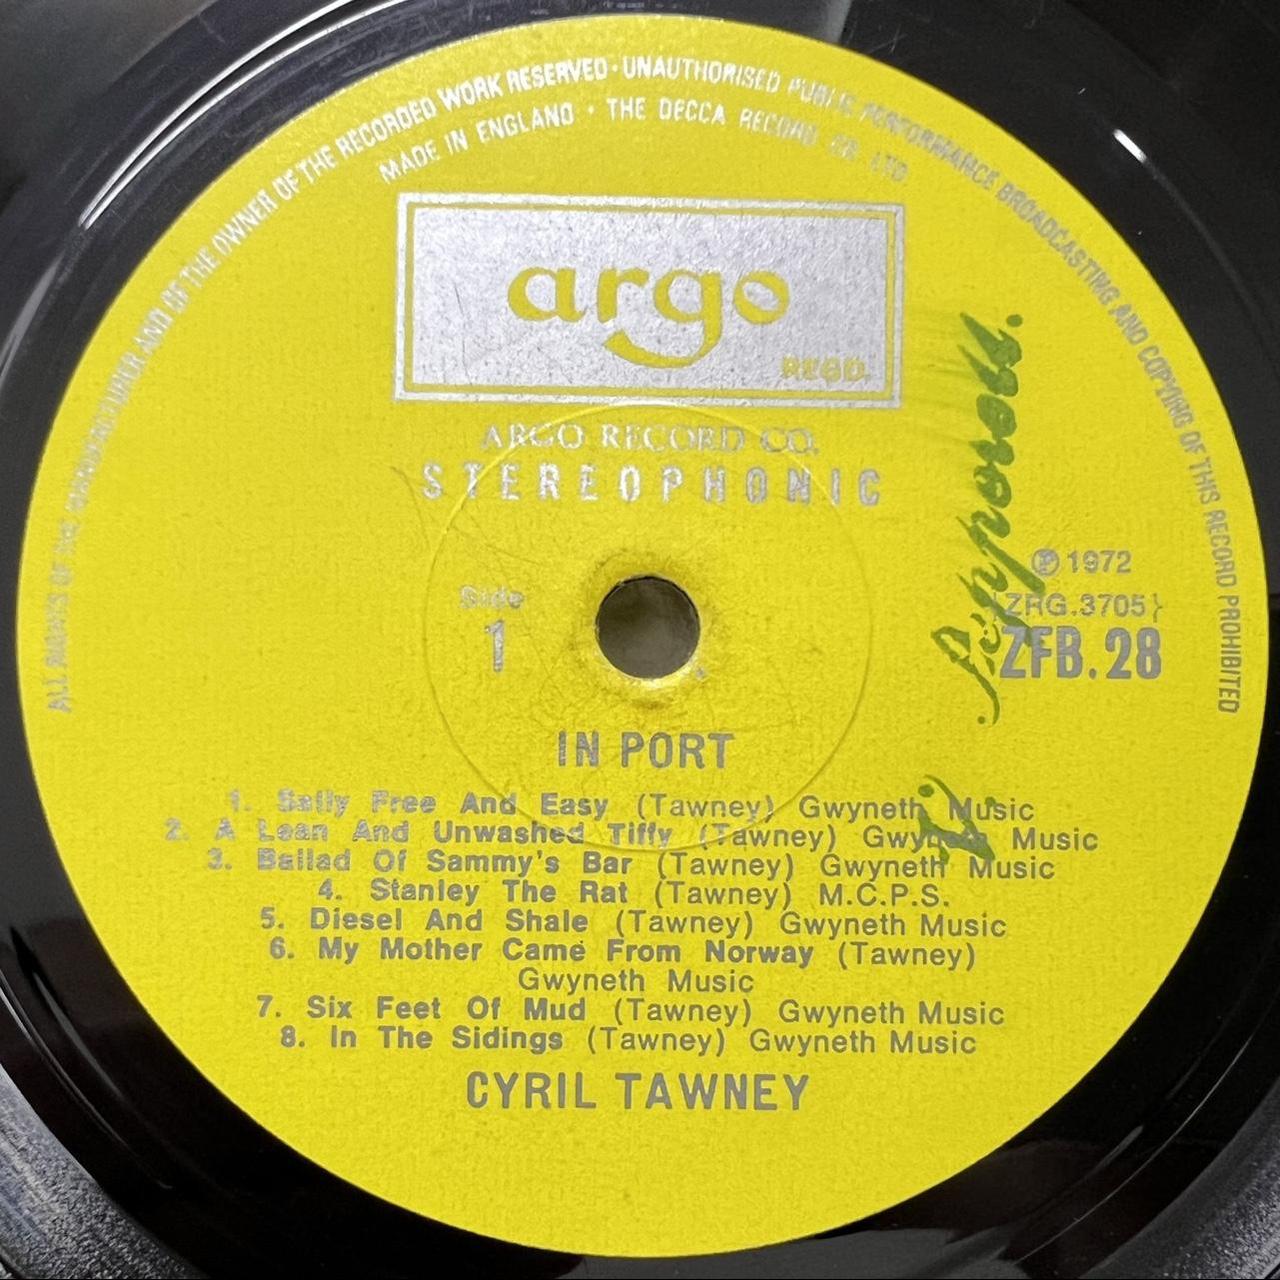 ALL RIGHTS OF THE MANUFACTURER AND OF THE OWNER OF THE RECORDED WORK RESERVED · UNAUTHORISED PUBLIC PERFORMANCE BROADCASTING AND COPYING OF THIS RECORD PROHIBITED
MADE IN ENGLAND · THE DECCA RECORD CO. LTD
argo
REGD.
ARGO RECORD CO.
STEREOPHONIC
Ⓟ 1972
Side
{ZRG.3705}
1
ZFB.28
IN PORT
1. Sally Free And Easy (Tawney) Gwyneth Music
2. A Lean And Unwashed Tiffy (Tawney) Gwyneth Music
3. Ballad Of Sammy's Bar (Tawney) Gwyneth Music
4. Stanley The Rat (Tawney) M.C.P.S.
5. Diesel And Shale (Tawney) Gwyneth Music
6. My Mother Came From Norway (Tawney)
Gwyneth Music
7. Six Feet Of Mud (Tawney) Gwyneth Music
8. In The Sidings (Tawney) Gwyneth Music
CYRIL TAWNEY